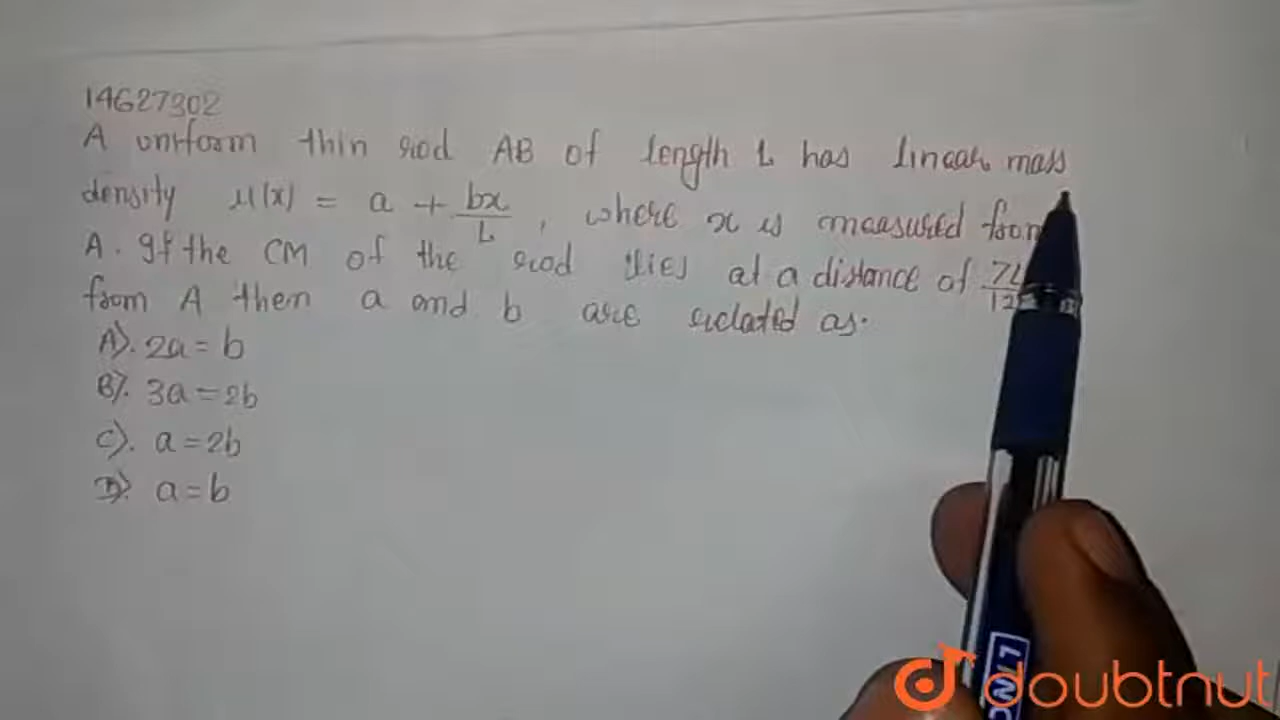 14627302
A uniform thin rod AB of length L has linear mass
density μ(x) = a + bx/L , where x is measured from
A. If the CM of the rod lies at a distance of 7L/12
from A then a and b are related as.
A). 2a = b
B). 3a = 2b
C). a = 2b
D). a = b
LINC
doubtnut